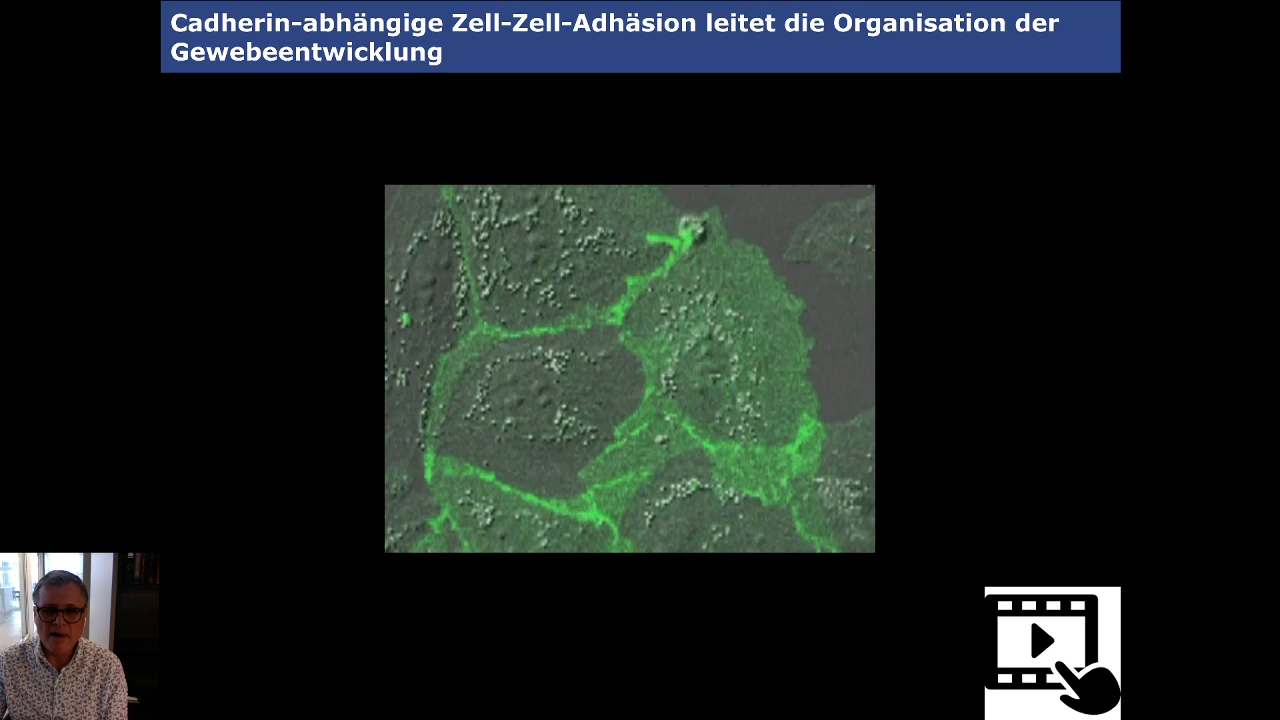 Cadherin-abhängige Zell-Zell-Adhäsion leitet die Organisation der
Gewebeentwicklung